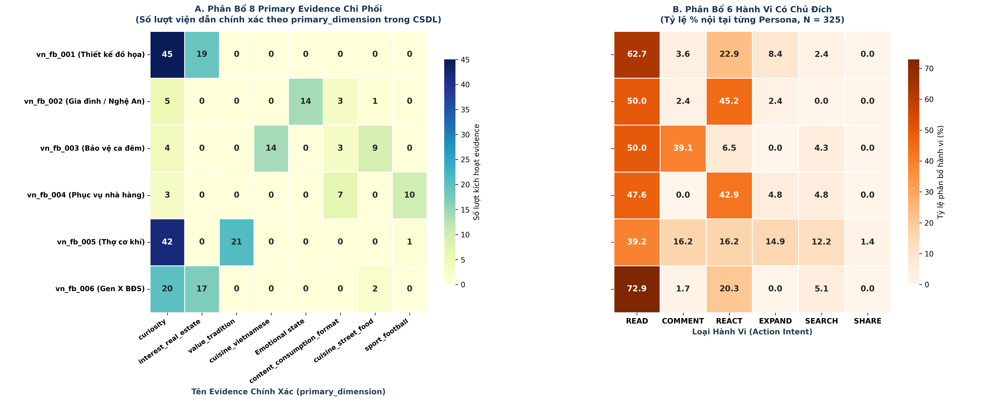 A. Phân Bổ 8 Primary Evidence Chi Phối
(Số lượt viện dẫn chính xác theo primary_dimension trong CSDL)
vn_fb_001 (Thiết kế đồ họa) 45 19 0 0 0 0 0 0
vn_fb_002 (Gia đình / Nghệ An) 5 0 0 0 14 3 1 0
vn_fb_003 (Bảo vệ ca đêm) 4 0 0 14 0 3 9 0
vn_fb_004 (Phục vụ nhà hàng) 3 0 0 0 0 7 0 10
vn_fb_005 (Thợ cơ khí) 42 0 21 0 0 0 0 1
vn_fb_006 (Gen X BĐS) 20 17 0 0 0 0 2 0
curiosity
interest_real_estate
value_tradition
cuisine_vietnamese
Emotional state
content_consumption_format
cuisine_street_food
sport_football
Tên Evidence Chính Xác (primary_dimension)
45
40
35
30
25
20
15
10
5
0
Số lượt kích hoạt evidence
B. Phân Bổ 6 Hành Vi Có Chủ Đích
(Tỷ lệ % nội tại từng Persona, N = 325)
62.7 3.6 22.9 8.4 2.4 0.0
50.0 2.4 45.2 2.4 0.0 0.0
50.0 39.1 6.5 0.0 4.3 0.0
47.6 0.0 42.9 4.8 4.8 0.0
39.2 16.2 16.2 14.9 12.2 1.4
72.9 1.7 20.3 0.0 5.1 0.0
READ COMMENT REACT EXPAND SEARCH SHARE
Loại Hành Vi (Action Intent)
70
60
50
40
30
20
10
0
Tỷ lệ phân bổ hành vi (%)